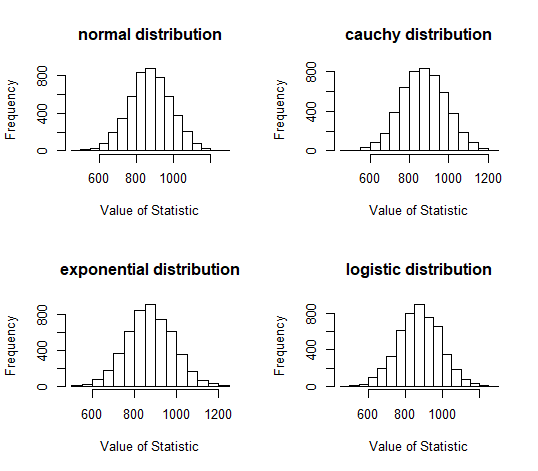 normal distribution
Frequency
0 400 800
600 800 1000
Value of Statistic
cauchy distribution
Frequency
0 400 800
600 800 1000 1200
Value of Statistic
exponential distribution
Frequency
0 400 800
600 800 1000 1200
Value of Statistic
logistic distribution
Frequency
0 400 800
600 800 1000
Value of Statistic